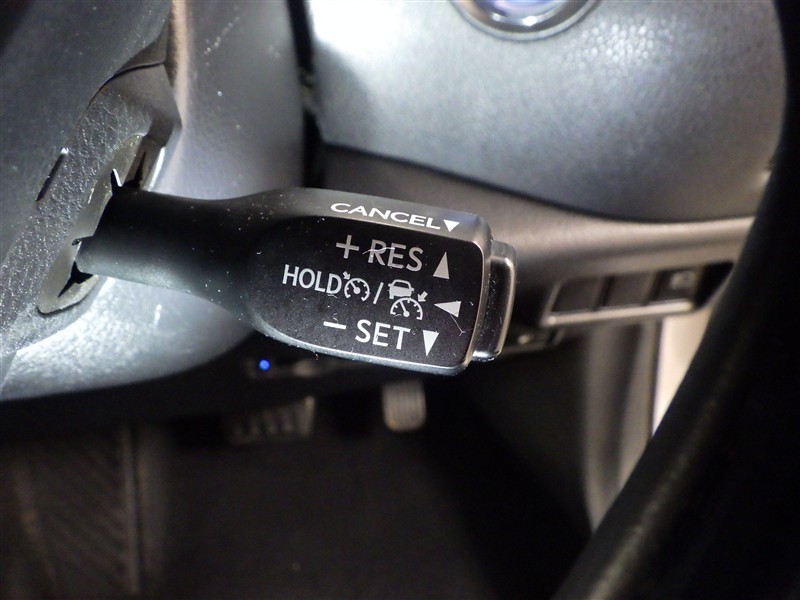 CANCEL▼
+ RES ▲
HOLD / ◀
− SET ▼